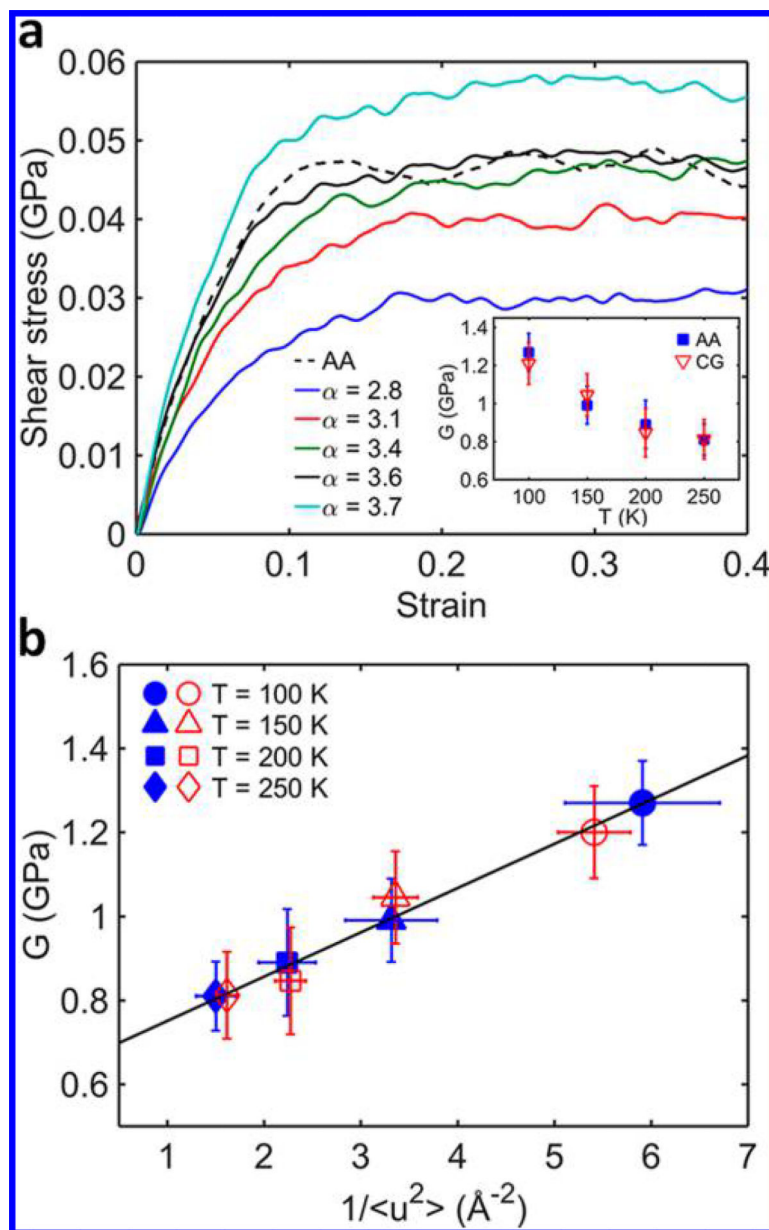 a
0.06
0.05
0.04
0.03
0.02
0.01
0
Shear stress (GPa)
AA
α = 2.8
α = 3.1
α = 3.4
α = 3.6
α = 3.7
1.4
1.2
1
0.8
0.6
G (GPa)
AA
CG
100 150 200 250
T (K)
0 0.1 0.2 0.3 0.4
Strain
b
1.6
1.4
1.2
1
0.8
0.6
G (GPa)
T = 100 K
T = 150 K
T = 200 K
T = 250 K
1 2 3 4 5 6 7
1/<u²> (Å⁻²)